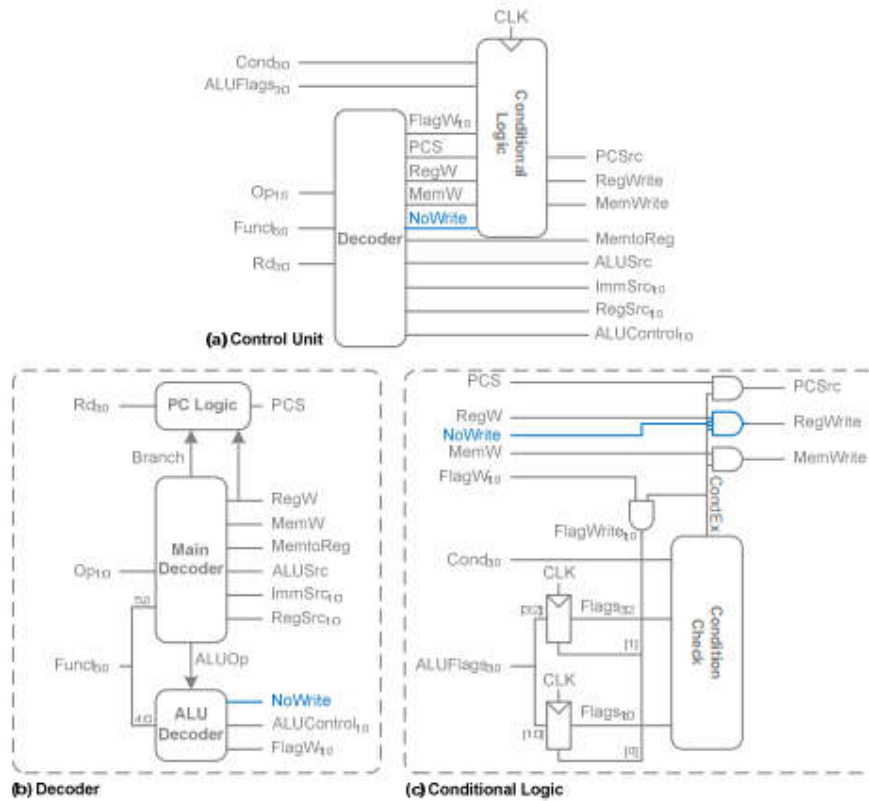 CLK
Cond3:0
ALUFlags3:0
Conditional
Logic
FlagW1:0
PCS
RegW
MemW
NoWrite
PCSrc
RegWrite
MemWrite
Op1:0
Funct5:0
Rd3:0
Decoder
MemtoReg
ALUSrc
ImmSrc1:0
RegSrc1:0
ALUControl1:0
(a) Control Unit
Rd3:0
PC Logic
PCS
Branch
RegW
MemW
MemtoReg
ALUSrc
ImmSrc1:0
RegSrc1:0
Main
Decoder
Op1:0
5,0
ALUOp
Funct5:0
4:0
ALU
Decoder
NoWrite
ALUControl1:0
FlagW1:0
(b) Decoder
PCS
PCSrc
RegW
NoWrite
RegWrite
MemW
MemWrite
FlagW1:0
CondEx
FlagWrite1:0
Cond3:0
CLK
[3:2]
Flags3:2
[1]
Condition
Check
ALUFlags3:0
CLK
[1:0]
Flags1:0
[0]
(c) Conditional Logic